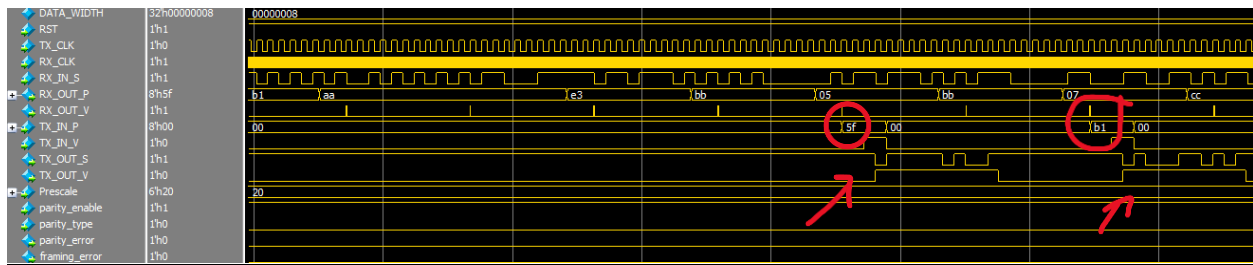 DATA_WIDTH 32'h00000008 00000008
RST 1'h1
TX_CLK 1'h0
RX_CLK 1'h1
RX_IN_S 1'h1
RX_OUT_P 8'h5f b1 aa e3 bb 05 bb 07 cc
RX_OUT_V 1'h1
TX_IN_P 8'h00 00 5f 00 b1 00
TX_IN_V 1'h0
TX_OUT_S 1'h1
TX_OUT_V 1'h0
Prescale 6'h20 20
parity_enable 1'h1
parity_type 1'h0
parity_error 1'h0
framing_error 1'h0